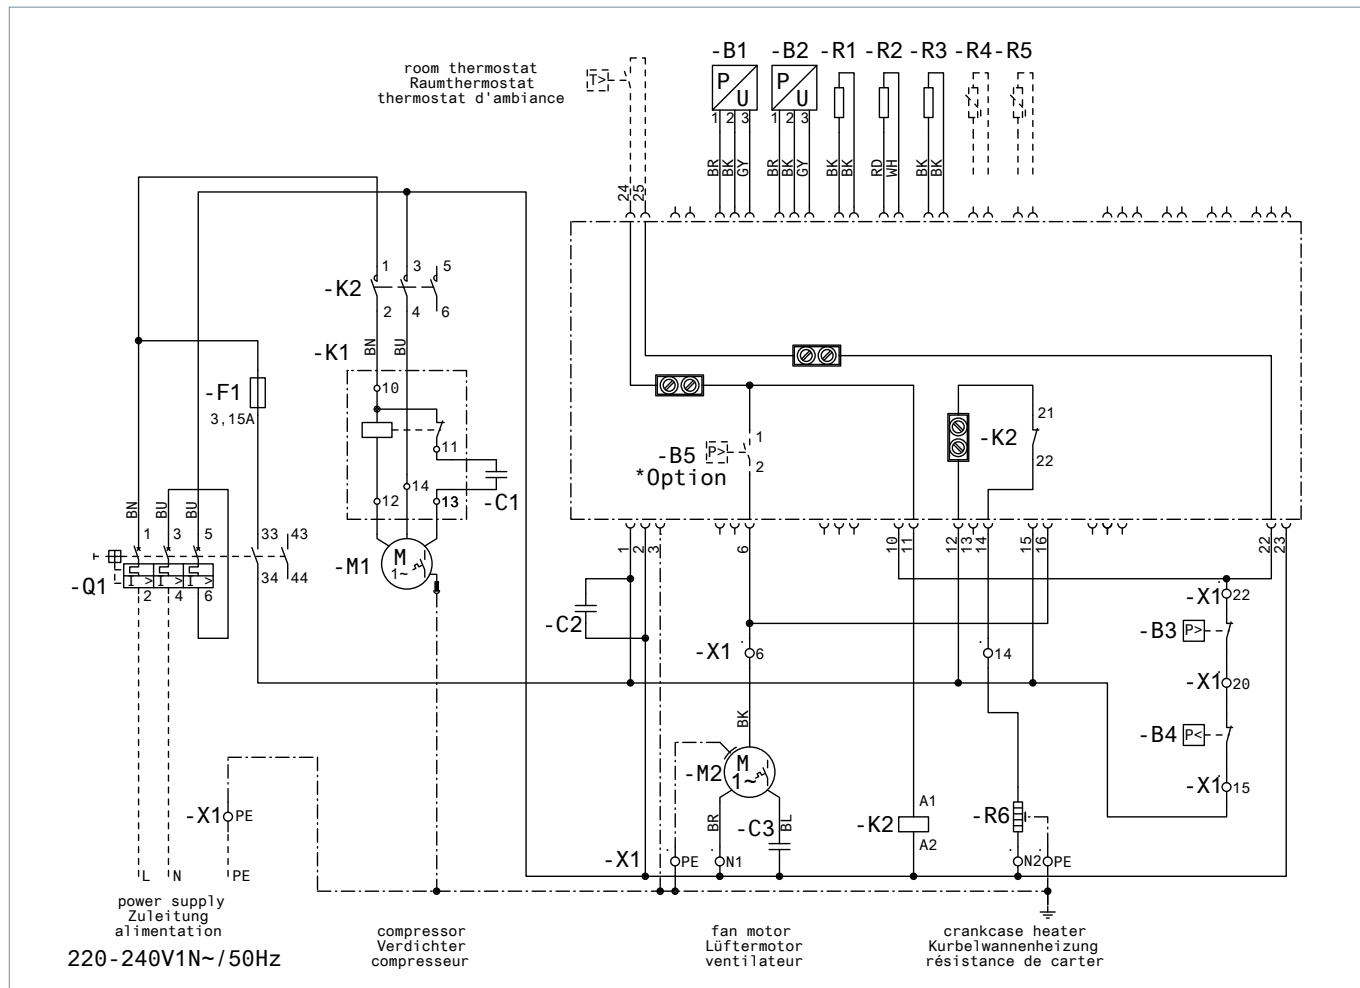 -B1 -B2 -R1 -R2 -R3 -R4 -R5
room thermostat
Raumthermostat
thermostat d'ambiance
T>
P U P U
1 2 3 1 2 3
BR BK GY BR BK GY BK BK RD WH BK BK
24 25
1 3 5
-K2
2 4 6
BN BU
-K1
10
-F1
3,15A
11
12 14 13
-C1
21
-K2
22
1
-B5 P>
2
*Option
BN BU BU
1 3 5 33 43
-Q1
I > I > I >
2 4 6 34 44
M
1~
-M1
1 2 3 6 10 11 12 13 14 15 16 22 23
-C2
-X1 22
-B3 P>
-X1 6
14
-X1 20
BK
-B4 P<
M
1~
-M2
-X1 15
-X1 PE
BR -C3 BL
A1
-K2
A2
-R6
-X1 PE N1 N2 PE
L N PE
power supply
Zuleitung
alimentation
220-240V1N~/50Hz
compressor
Verdichter
compresseur
fan motor
Lüftermotor
ventilateur
crankcase heater
Kurbelwannenheizung
résistance de carter